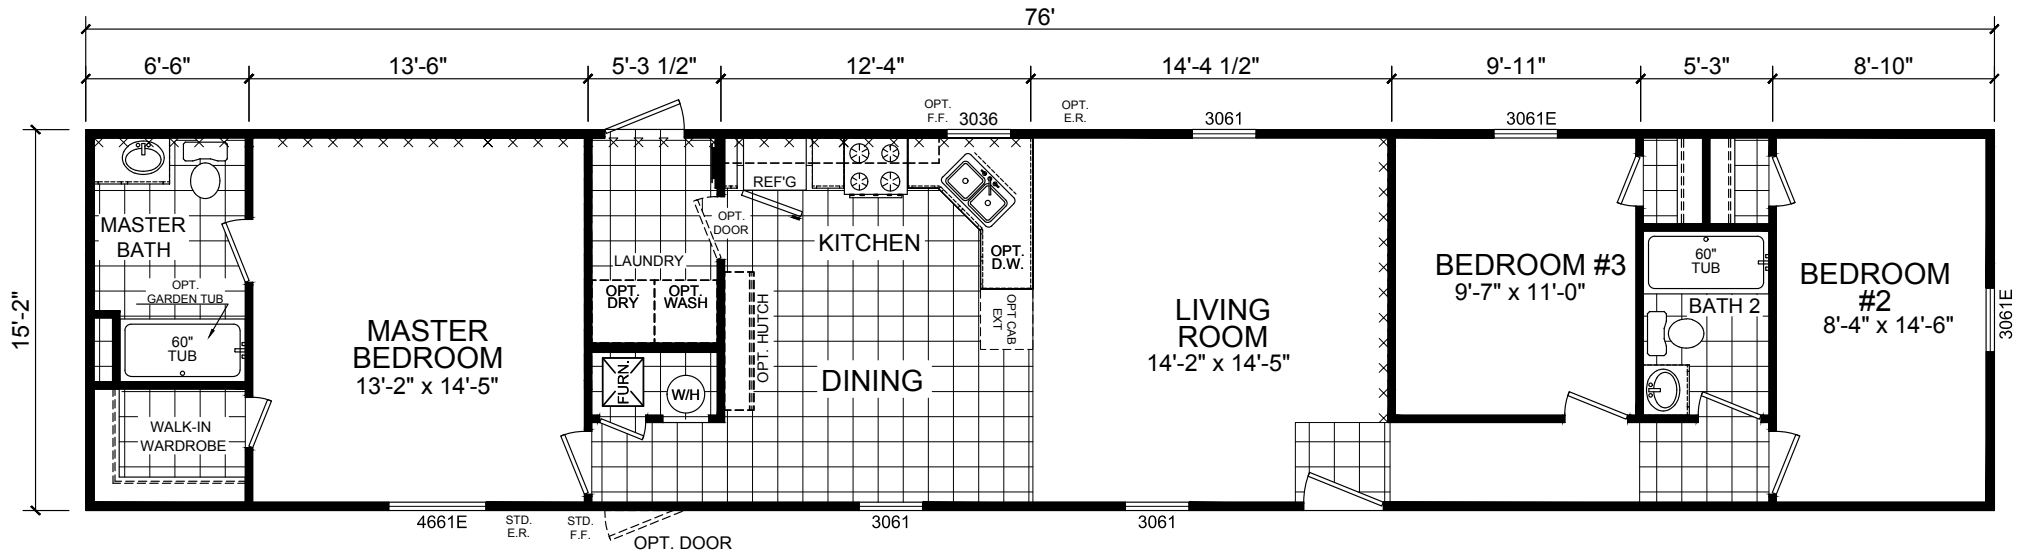 76'
6'-6"
13'-6"
5'-3 1/2"
12'-4"
14'-4 1/2"
9'-11"
5'-3"
8'-10"
15'-2"
OPT.
F.F.
3036
OPT.
E.R.
3061
3061E
MASTER
BATH
OPT.
GARDEN TUB
60"
TUB
WALK-IN
WARDROBE
MASTER
BEDROOM
13'-2" x 14'-5"
LAUNDRY
OPT.
DRY
OPT.
WASH
FURN.
W/H
OPT.
DOOR
REF'G
KITCHEN
OPT.
D.W.
OPT CAB
EXT
OPT. HUTCH
DINING
LIVING
ROOM
14'-2" x 14'-5"
BEDROOM #3
9'-7" x 11'-0"
60"
TUB
BATH 2
BEDROOM
#2
8'-4" x 14'-6"
3061E
4661E
STD.
E.R.
STD.
F.F.
OPT. DOOR
3061
3061